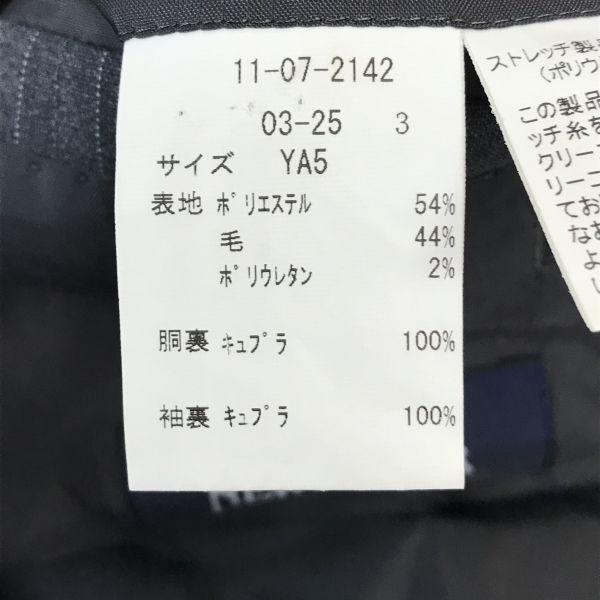 11-07-2142
03-25 3
サイズ YA5
表地 ポリエステル 54%
毛 44%
ポリウレタン 2%
胴裏 キュプラ 100%
袖裏 キュプラ 100%
ストレッチ製
(ポリウ
この製品
ッチ糸を
クリーニ
リーニ
てお
なお
よ